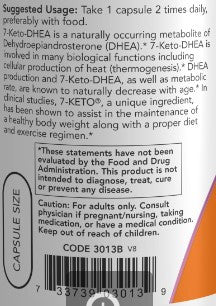 Suggested Usage: Take 1 capsule 2 times daily,
preferably with food.
7-Keto-DHEA is a naturally occurring metabolite of
Dehydroepiandrosterone (DHEA).* 7-Keto-DHEA is
involved in many biological functions including
cellular production of heat (thermogenesis).* DHEA
production and 7-Keto-DHEA, as well as metabolic
rate, are known to naturally decrease with age.* In
clinical studies, 7-KETO®, a unique ingredient,
has been shown to assist in the maintenance of
a healthy body weight along with a proper diet
and exercise regimen.*
*These statements have not been
evaluated by the Food and Drug
Administration. This product is not
intended to diagnose, treat, cure
or prevent any disease.
Caution: For adults only. Consult
physician if pregnant/nursing, taking
medication, or have a medical condition.
Keep out of reach of children.
CODE 3013B V8
CAPSULE SIZE
7 33739 03013 9